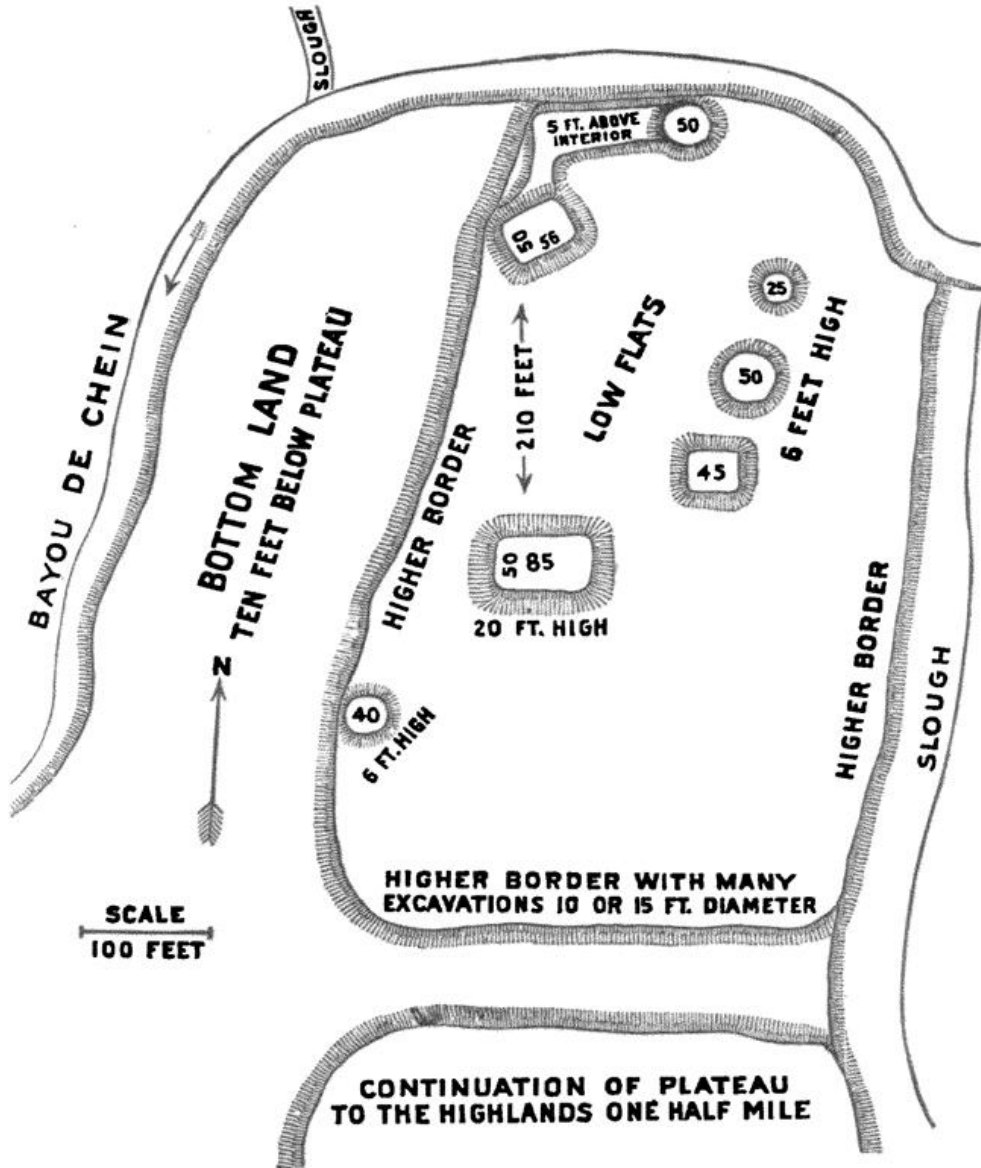 SLOUGH
5 FT. ABOVE
INTERIOR
50
50
56
25
BAYOU DE CHEIN
BOTTOM LAND
TEN FEET BELOW PLATEAU
HIGHER BORDER
210 FEET
LOW FLATS
50
6 FEET HIGH
45
50
85
20 FT. HIGH
N
40
6 FT. HIGH
HIGHER BORDER
SLOUGH
HIGHER BORDER WITH MANY
EXCAVATIONS 10 OR 15 FT. DIAMETER
SCALE
100 FEET
CONTINUATION OF PLATEAU
TO THE HIGHLANDS ONE HALF MILE